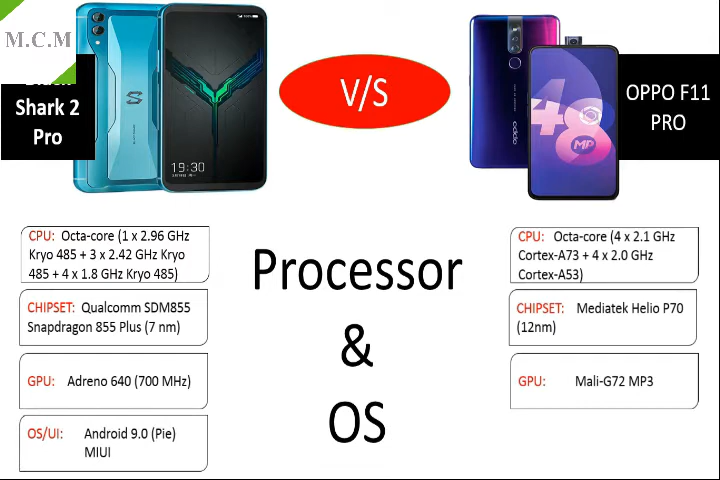 M.C.M
Shark 2
Pro
19:30
V/S
oppo
48
MP
OPPO F11
PRO
CPU: Octa-core (1 x 2.96 GHz
Kryo 485 + 3 x 2.42 GHz Kryo
485 + 4 x 1.8 GHz Kryo 485)
CHIPSET: Qualcomm SDM855
Snapdragon 855 Plus (7 nm)
GPU: Adreno 640 (700 MHz)
OS/UI: Android 9.0 (Pie)
MIUI
Processor
&
OS
CPU: Octa-core (4 x 2.1 GHz
Cortex-A73 + 4 x 2.0 GHz
Cortex-A53)
CHIPSET: Mediatek Helio P70
(12nm)
GPU: Mali-G72 MP3